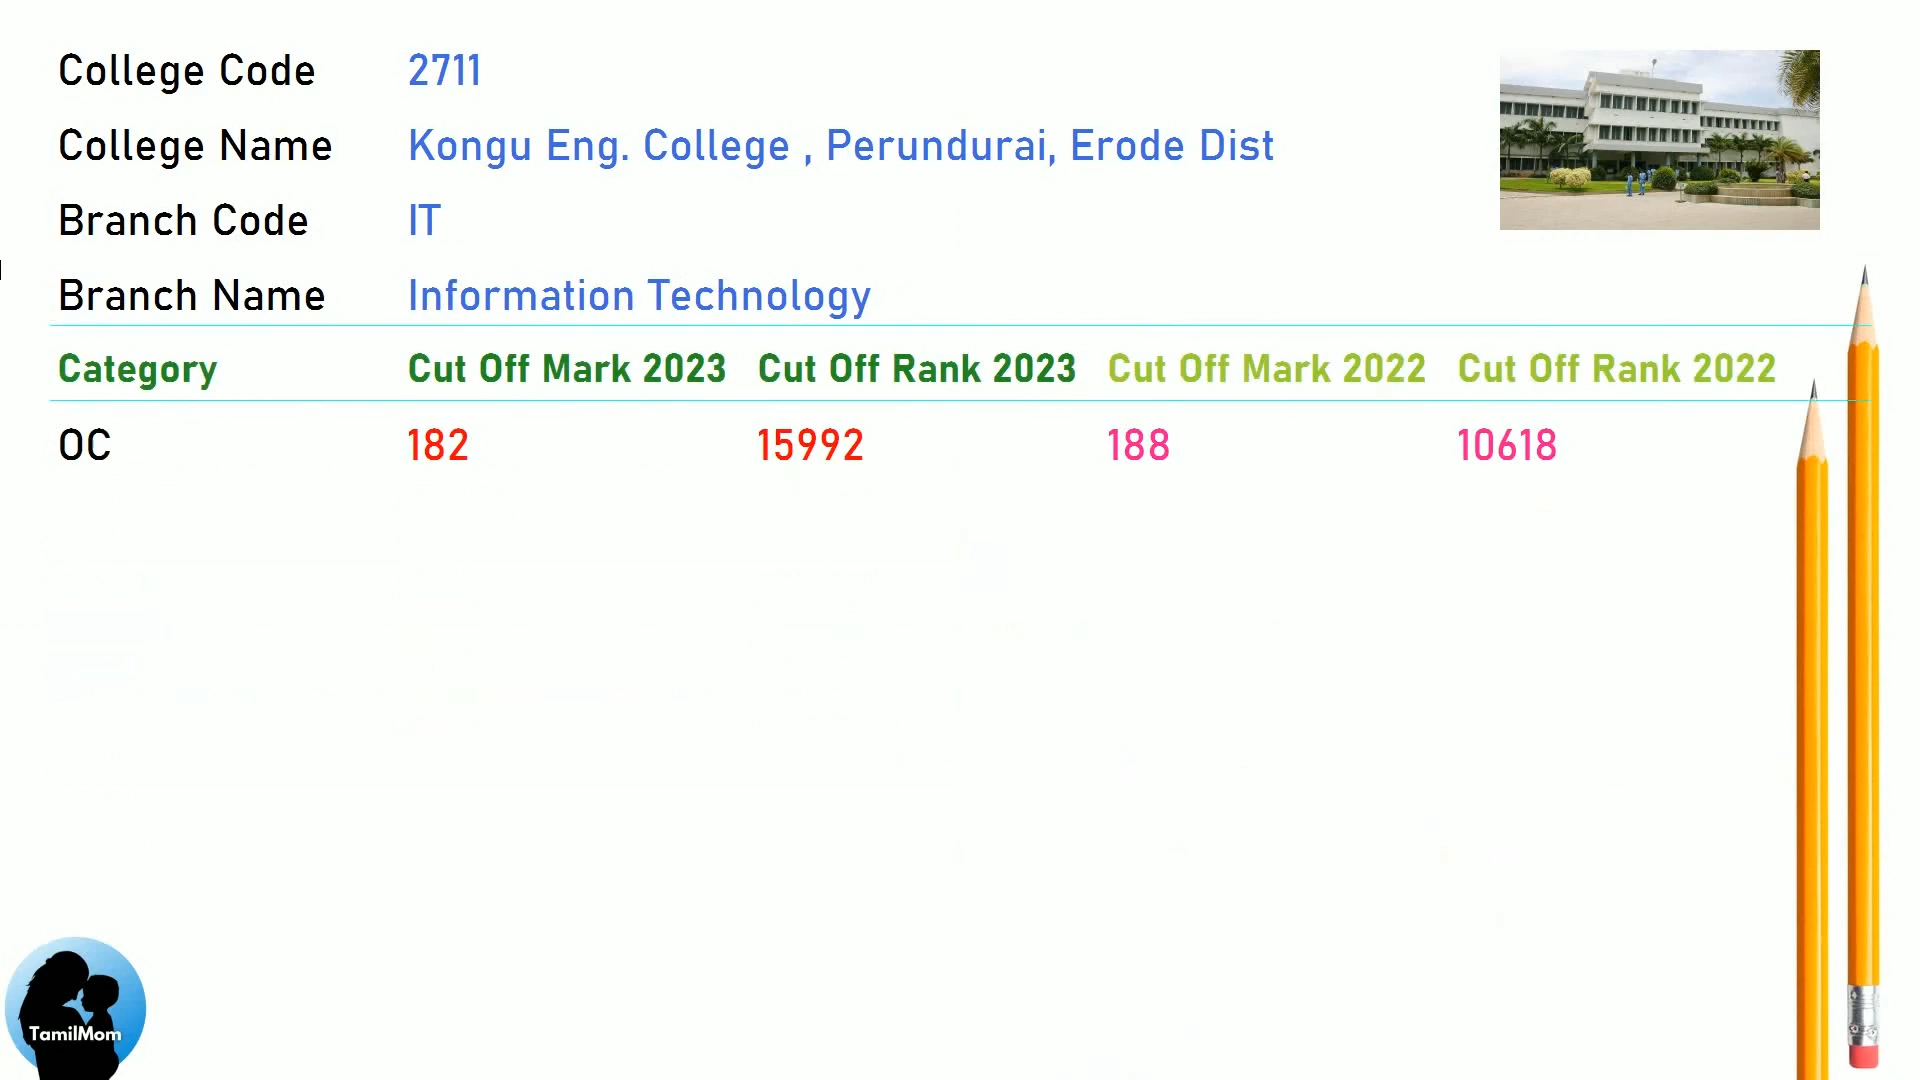 College Code 2711
College Name Kongu Eng. College , Perundurai, Erode Dist
Branch Code IT
Branch Name Information Technology
Category Cut Off Mark 2023 Cut Off Rank 2023 Cut Off Mark 2022 Cut Off Rank 2022
OC 182 15992 188 10618
TamilMom